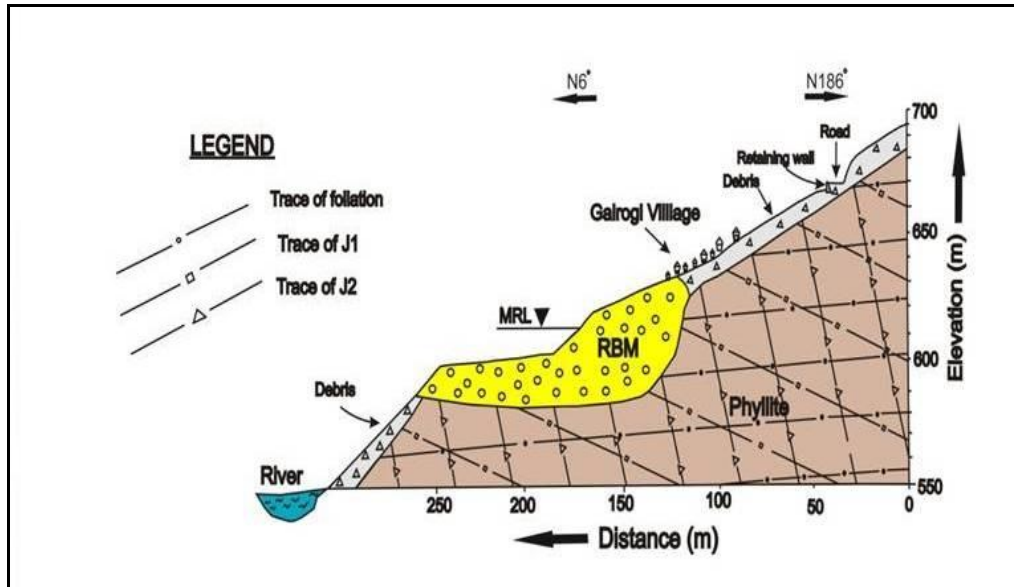 N6°
N186°
LEGEND
Trace of foliation
Trace of J1
Trace of J2
700
Road
Retaining wall
Debris
Gairogi Villlage
650
MRL
RBM
600
Elevation (m)
Debris
Phyllite
River
550
250
200
150
100
50
0
Distance (m)